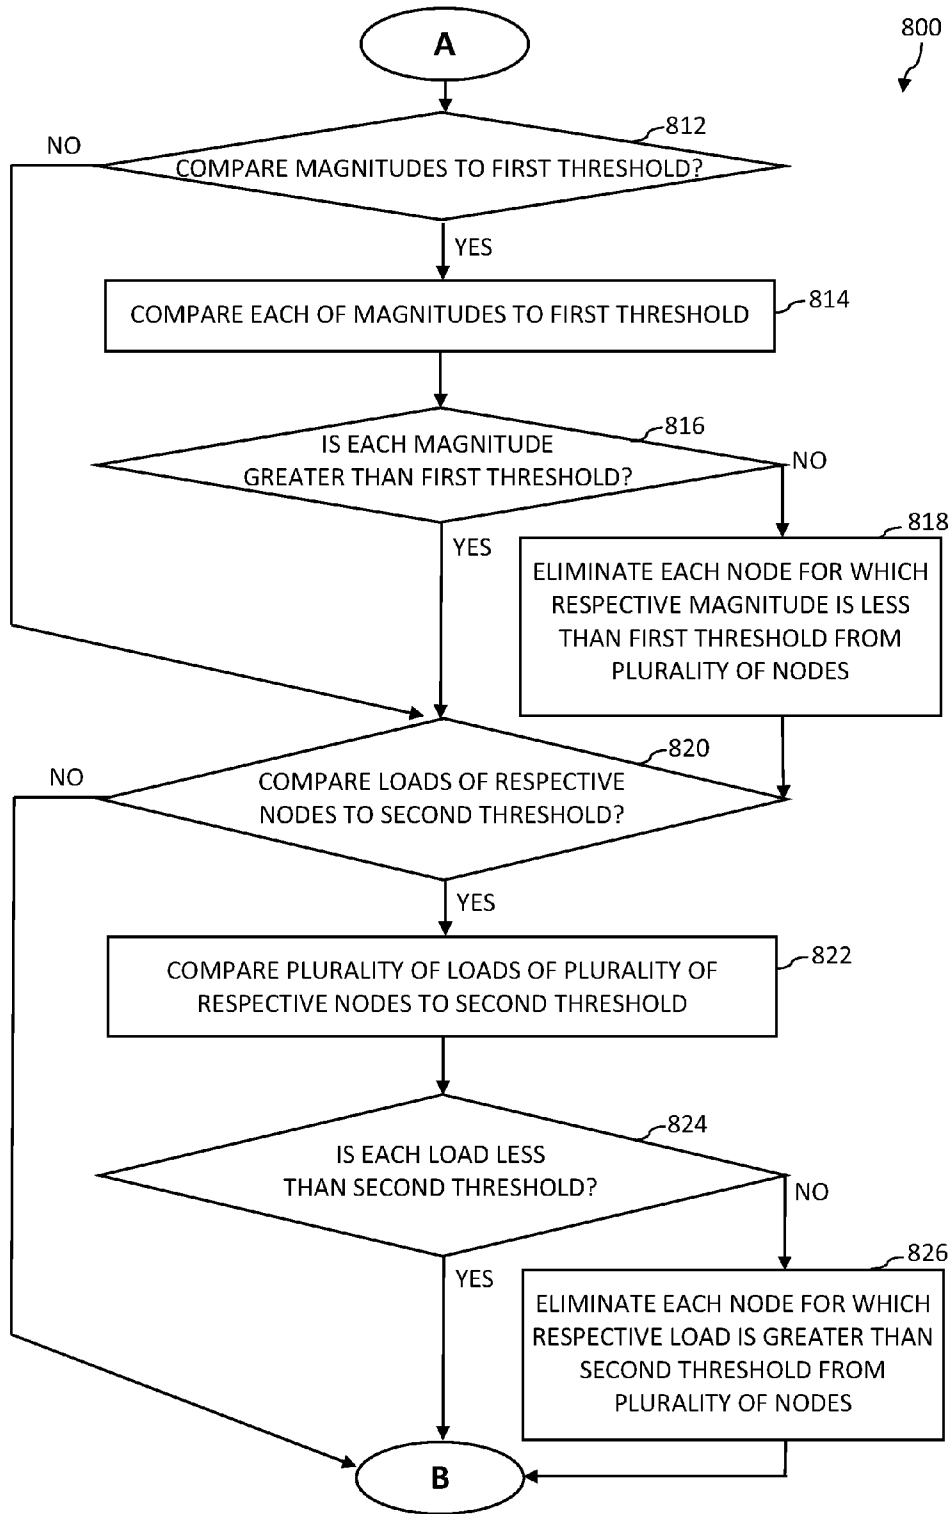 A
800
812
NO
COMPARE MAGNITUDES TO FIRST THRESHOLD?
YES
814
COMPARE EACH OF MAGNITUDES TO FIRST THRESHOLD
816
IS EACH MAGNITUDE
GREATER THAN FIRST THRESHOLD?
NO
YES
818
ELIMINATE EACH NODE FOR WHICH
RESPECTIVE MAGNITUDE IS LESS
THAN FIRST THRESHOLD FROM
PLURALITY OF NODES
820
NO
COMPARE LOADS OF RESPECTIVE
NODES TO SECOND THRESHOLD?
YES
822
COMPARE PLURALITY OF LOADS OF PLURALITY OF
RESPECTIVE NODES TO SECOND THRESHOLD
824
IS EACH LOAD LESS
THAN SECOND THRESHOLD?
NO
YES
826
ELIMINATE EACH NODE FOR WHICH
RESPECTIVE LOAD IS GREATER THAN
SECOND THRESHOLD FROM
PLURALITY OF NODES
B